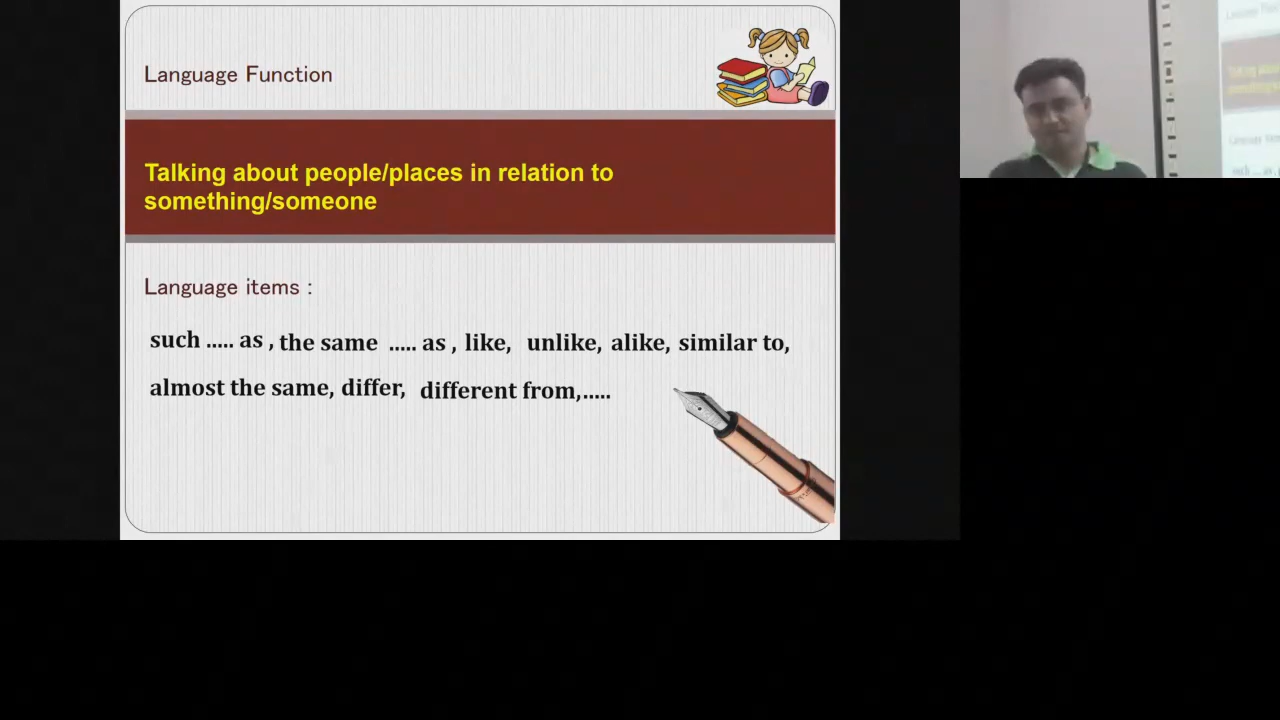 Language Function
Talking about people/places in relation to
something/someone
Language items :
such ..... as , the same ..... as , like, unlike, alike, similar to,
almost the same, differ, different from,.....